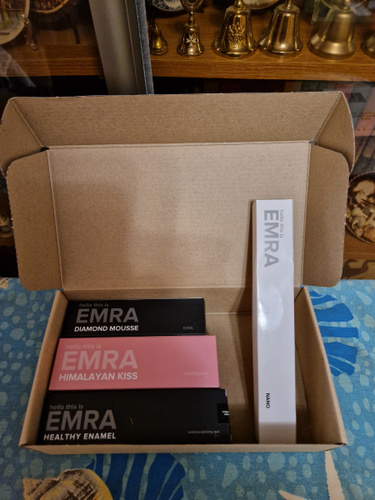 hello this is
EMRA
DIAMOND MOUSSE
hello this is
EMRA
HIMALAYAN KISS
hello this is
EMRA
HEALTHY ENAMEL
hello this is
EMRA
NANO